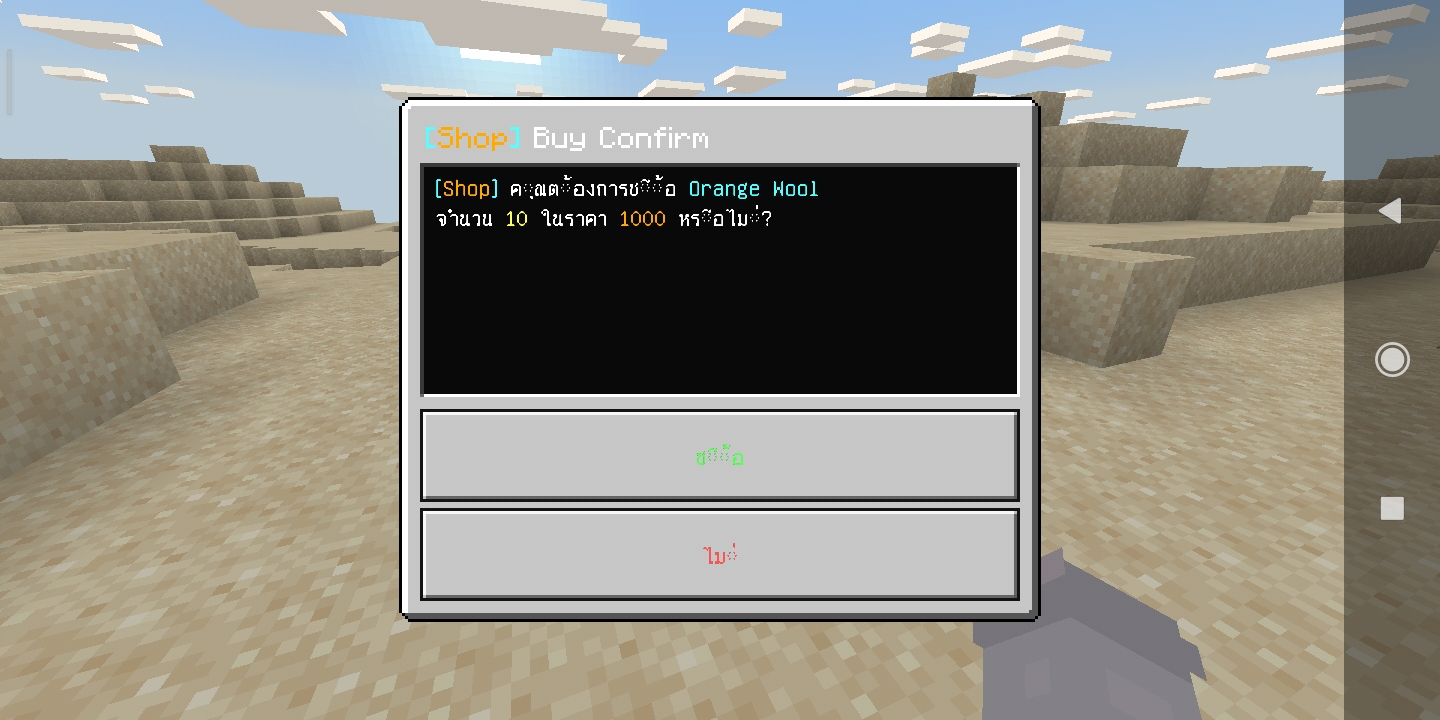 [Shop] Buy Confirm
[Shop] คุณต้องการซื้อ Orange Wool
จำนวน 10 ในราคา 1000 หรือไม่?
ซื้อ
ไม่